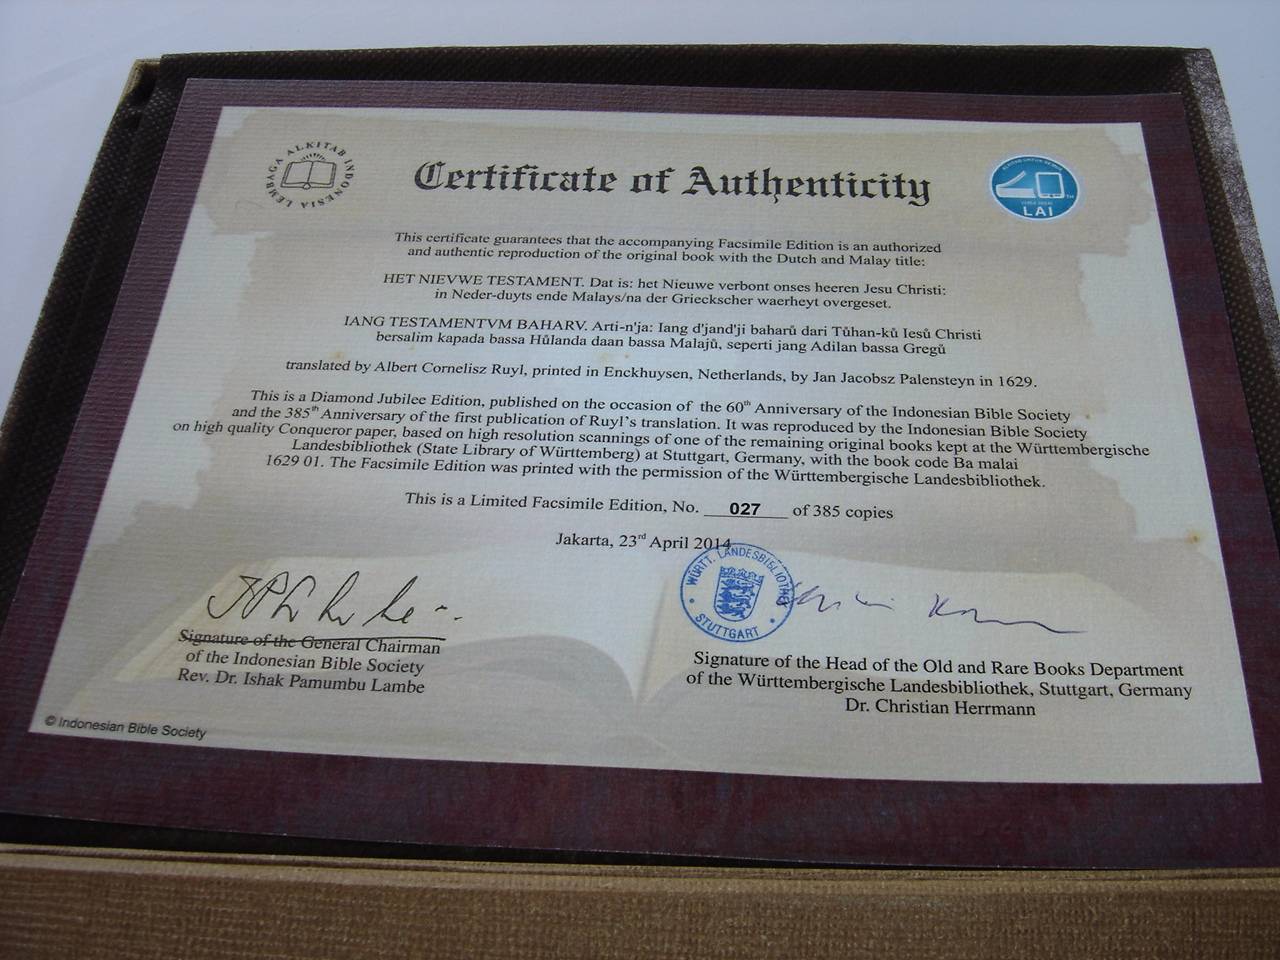 LEMBAGA ALKITAB INDONESIA
Certificate of Authenticity
LAI
This certificate guarantees that the accompanying Facsimile Edition is an authorized
and authentic reproduction of the original book with the Dutch and Malay title:
HET NIEVWE TESTAMENT. Dat is: het Nieuwe verbont onses heeren Jesu Christi:
in Neder-duyts ende Malays/na der Grieckscher waerheyt overgeset.
IANG TESTAMENTVM BAHARV. Arti-n'ja: Iang d'jand'ji baharů dari Tůhan-ků Iesů Christi
bersalim kapada bassa Hůlanda daan bassa Malajů, seperti jang Adilan bassa Gregů
translated by Albert Cornelisz Ruyl, printed in Enckhuysen, Netherlands, by Jan Jacobsz Palensteyn in 1629.
This is a Diamond Jubilee Edition, published on the occasion of the 60th Anniversary of the Indonesian Bible Society
and the 385th Anniversary of the first publication of Ruyl's translation. It was reproduced by the Indonesian Bible Society
on high quality Conqueror paper, based on high resolution scannings of one of the remaining original books kept at the Württembergische
Landesbibliothek (State Library of Württemberg) at Stuttgart, Germany, with the book code Ba malai
1629 01. The Facsimile Edition was printed with the permission of the Württembergische Landesbibliothek.
This is a Limited Facsimile Edition, No. 027 of 385 copies
Jakarta, 23rd April 2014
WÜRTT. LANDESBIBLIOTHEK
STUTTGART
Signature of the General Chairman
of the Indonesian Bible Society
Rev. Dr. Ishak Pamumbu Lambe
Signature of the Head of the Old and Rare Books Department
of the Württembergische Landesbibliothek, Stuttgart, Germany
Dr. Christian Herrmann
© Indonesian Bible Society